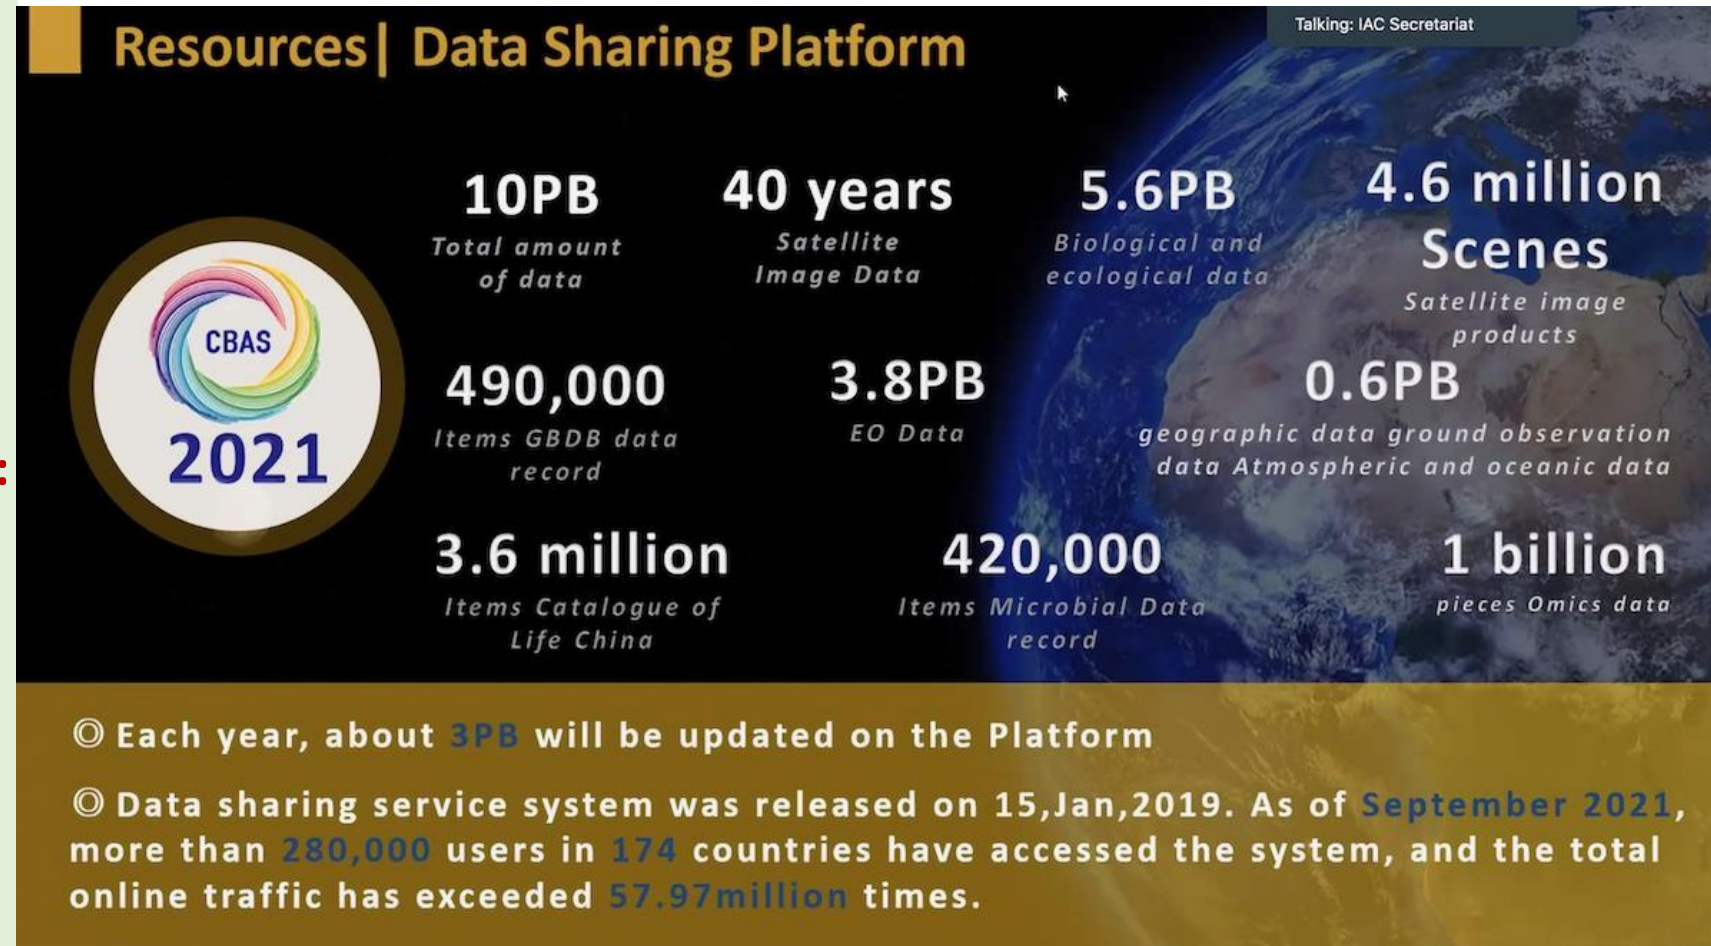 Resources| Data Sharing Platform
Talking: IAC Secretariat
10PB
Total amount
of data
40 years
Satellite
Image Data
5.6PB
Biological and
ecological data
4.6 million
Scenes
Satellite image
products
CBAS
2021
490,000
Items GBDB data
record
3.8PB
EO Data
0.6PB
geographic data ground observation
data Atmospheric and oceanic data
3.6 million
Items Catalogue of
Life China
420,000
Items Microbial Data
record
1 billion
pieces Omics data
◎ Each year, about 3PB will be updated on the Platform
◎ Data sharing service system was released on 15,Jan,2019. As of September 2021,
more than 280,000 users in 174 countries have accessed the system, and the total
online traffic has exceeded 57.97million times.